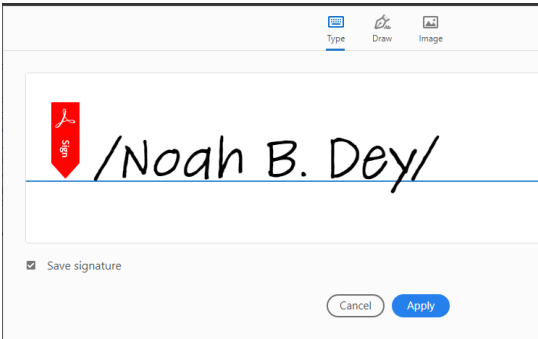 Type Draw Image
Sign
/Noah B. Dey/
Save signature
Cancel Apply